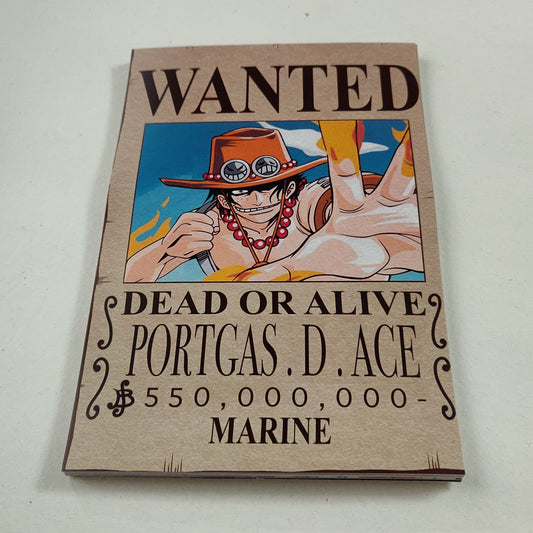 WANTED
DEAD OR ALIVE
PORTGAS . D . ACE
฿550,000,000-
MARINE